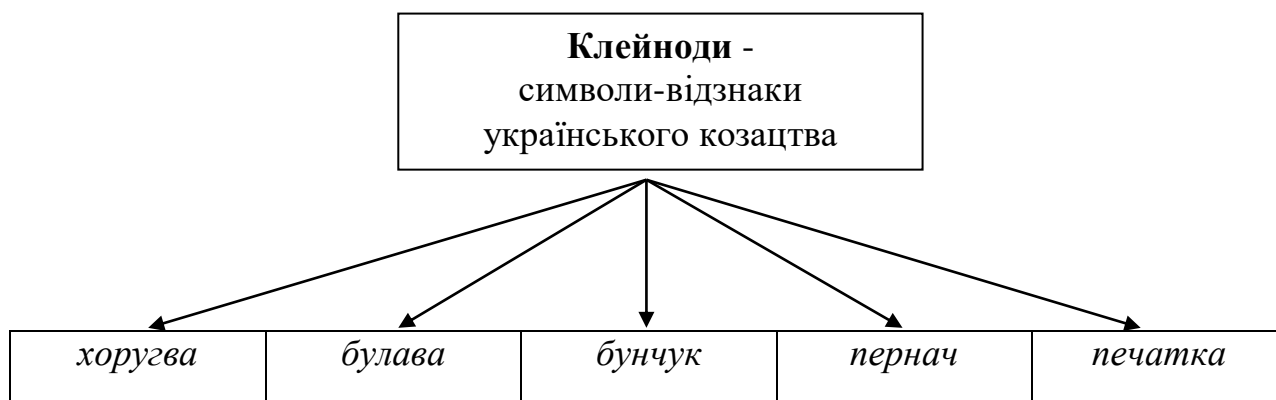 Клейноди -
символи-відзнаки
українського козацтва
хоругва булава бунчук пернач печатка